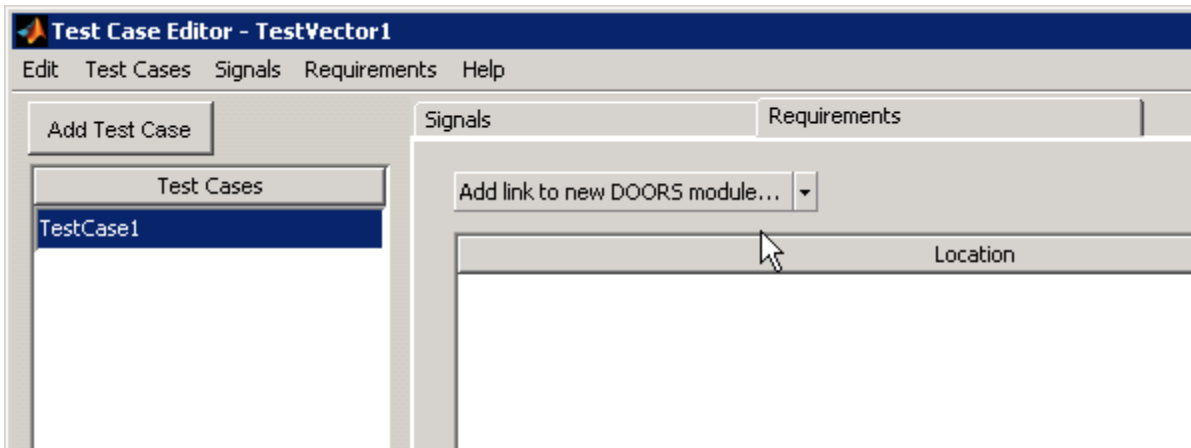 Test Case Editor - TestVector1
Edit Test Cases Signals Requirements Help
Add Test Case
Signals
Requirements
Test Cases
Add link to new DOORS module...
TestCase1
Location